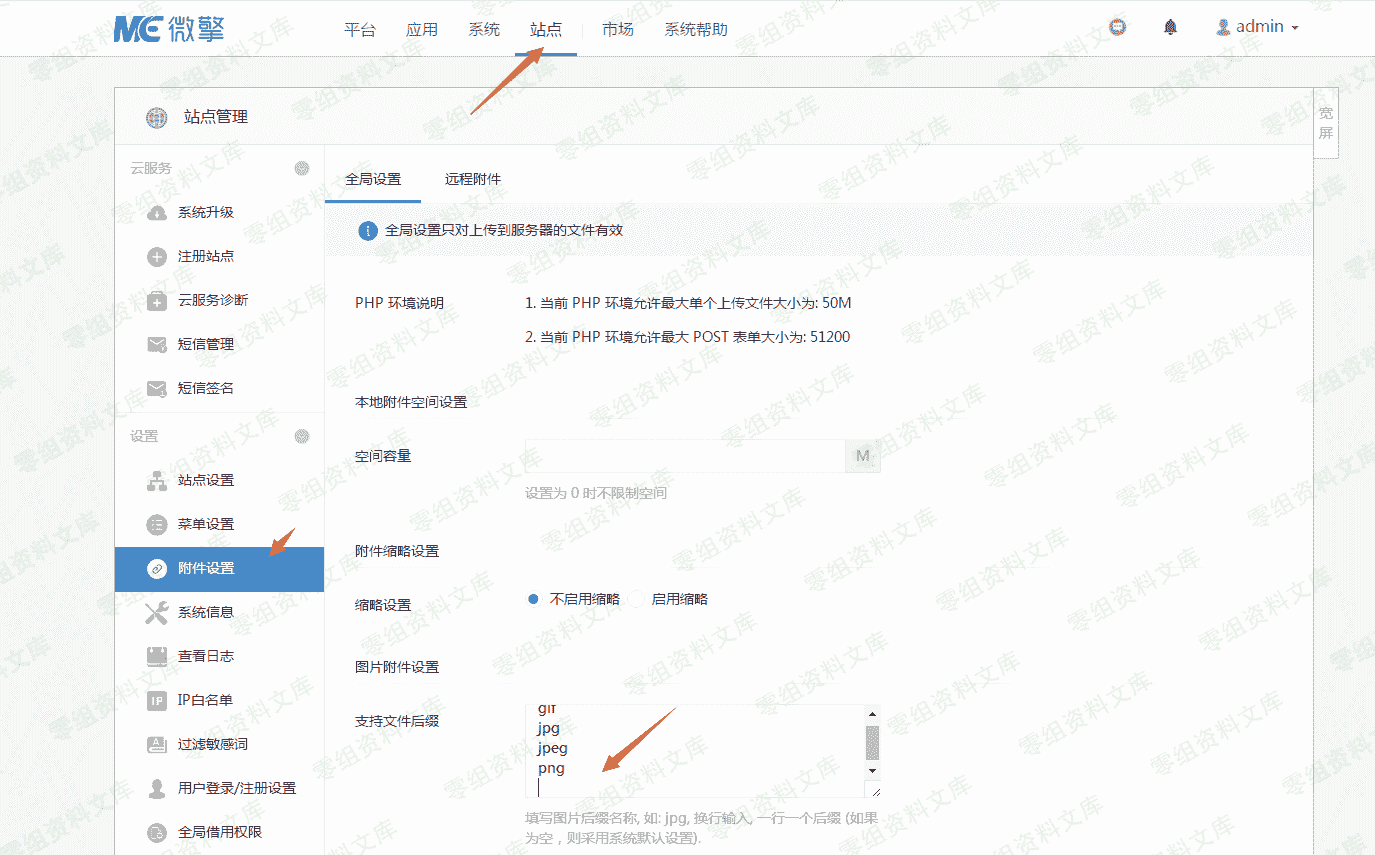 微擎
平台 应用 系统 站点 市场 系统帮助 admin
站点管理
宽屏
云服务
系统升级
注册站点
云服务诊断
短信管理
短信签名
设置
站点设置
菜单设置
附件设置
系统信息
查看日志
IP白名单
过滤敏感词
用户登录/注册设置
全局借用权限
全局设置 远程附件
全局设置只对上传到服务器的文件有效
PHP 环境说明
1. 当前 PHP 环境允许最大单个上传文件大小为: 50M
2. 当前 PHP 环境允许最大 POST 表单大小为: 51200
本地附件空间设置
空间容量 M
设置为 0 时不限制空间
附件缩略设置
缩略设置 不启用缩略 启用缩略
图片附件设置
支持文件后缀
gif
jpg
jpeg
png
填写图片后缀名称, 如: jpg, 换行输入, 一行一个后缀 (如果
为空，则采用系统默认设置).
零组资料文库